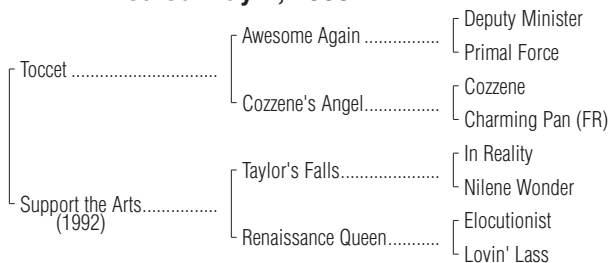 Deputy Minister
Awesome Again ................
Primal Force
Toccet ...............................
Cozzene
Cozzene's Angel................
Charming Pan (FR)
In Reality
Taylor's Falls.....................
Nilene Wonder
Support the Arts................
(1992)
Elocutionist
Renaissance Queen...........
Lovin' Lass